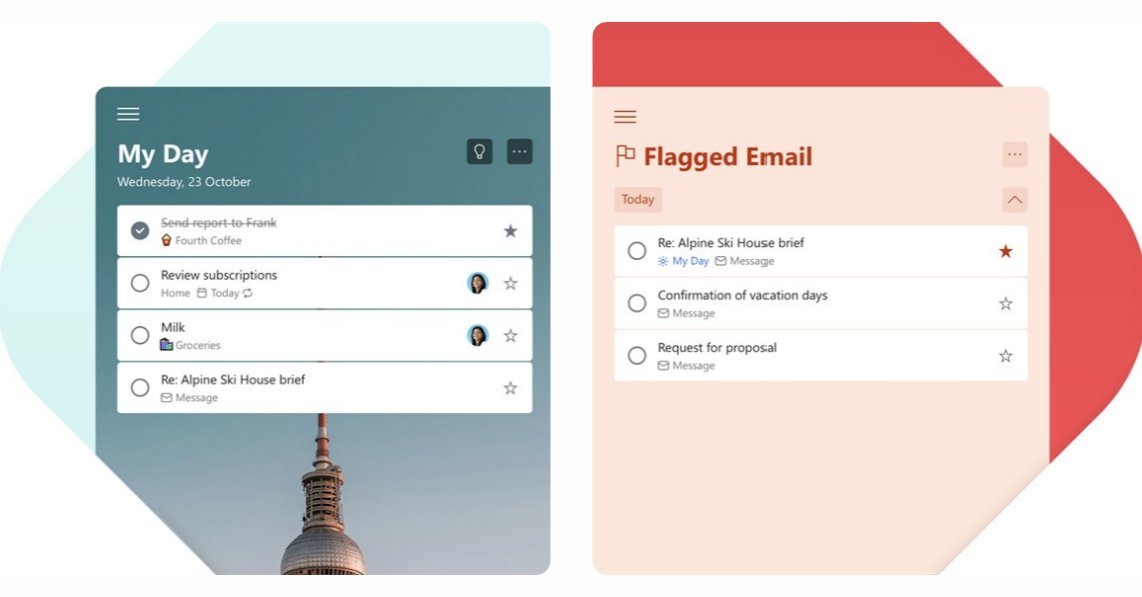 My Day
Wednesday, 23 October
Send report to Frank
Fourth Coffee
Review subscriptions
Home Today
Milk
Groceries
Re: Alpine Ski House brief
Message
Flagged Email
Today
Re: Alpine Ski House brief
My Day Message
Confirmation of vacation days
Message
Request for proposal
Message